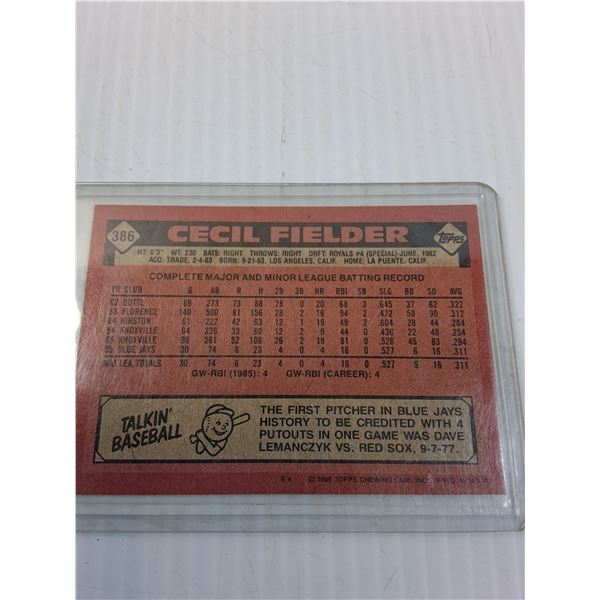 386
CECIL FIELDER
topps
HT: 6'3" WT: 230 BATS: RIGHT THROWS: RIGHT DRFT: ROYALS #4 (SPECIAL)-JUNE, 1982
ACQ: TRADE, 2-4-83 BORN: 9-21-63, LOS ANGELES, CALIF. HOME: LA PUENTE, CALIF.
COMPLETE MAJOR AND MINOR LEAGUE BATTING RECORD
YR CLUB G AB R H 2B 3B HR RBI SB SLG BB SO AVG
82 BUTTE 69 273 73 88 28 0 20 68 3 .645 37 62 .322
83 FLORENCE 140 500 81 156 28 2 16 94 2 .472 58 90 .312
84 KINSTON 61 222 42 63 12 1 19 49 0 .604 28 44 .284
84 KNOXVILLE 64 236 33 60 12 2 9 44 0 .436 22 48 .254
85 KNOXVILLE 96 261 52 106 26 2 18 81 0 .526 45 83 .294
85 BLUE JAYS 30 74 6 23 4 0 4 16 0 .527 6 16 .311
MAJ. LEA. TOTALS 30 74 6 23 4 0 4 16 0 .527 6 16 .311
GW-RBI (1985): 4 GW-RBI (CAREER): 4
TALKIN'
BASEBALL
THE FIRST PITCHER IN BLUE JAYS
HISTORY TO BE CREDITED WITH 4
PUTOUTS IN ONE GAME WAS DAVE
LEMANCZYK VS. RED SOX, 9-7-77.
© 1986 TOPPS CHEWING GUM, INC. PRTD. IN U.S.A.